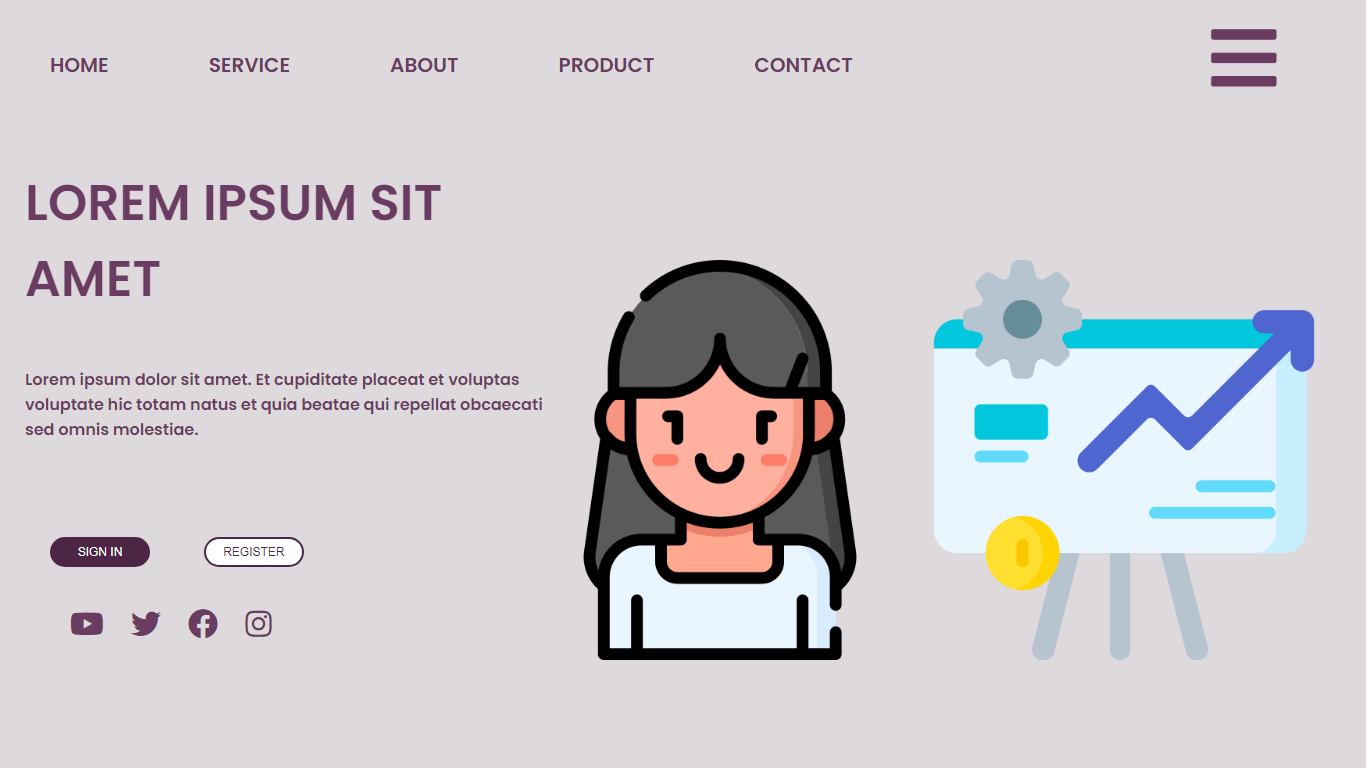 HOME SERVICE ABOUT PRODUCT CONTACT
LOREM IPSUM SIT
AMET
Lorem ipsum dolor sit amet. Et cupiditate placeat et voluptas
voluptate hic totam natus et quia beatae qui repellat obcaecati
sed omnis molestiae.
SIGN IN REGISTER